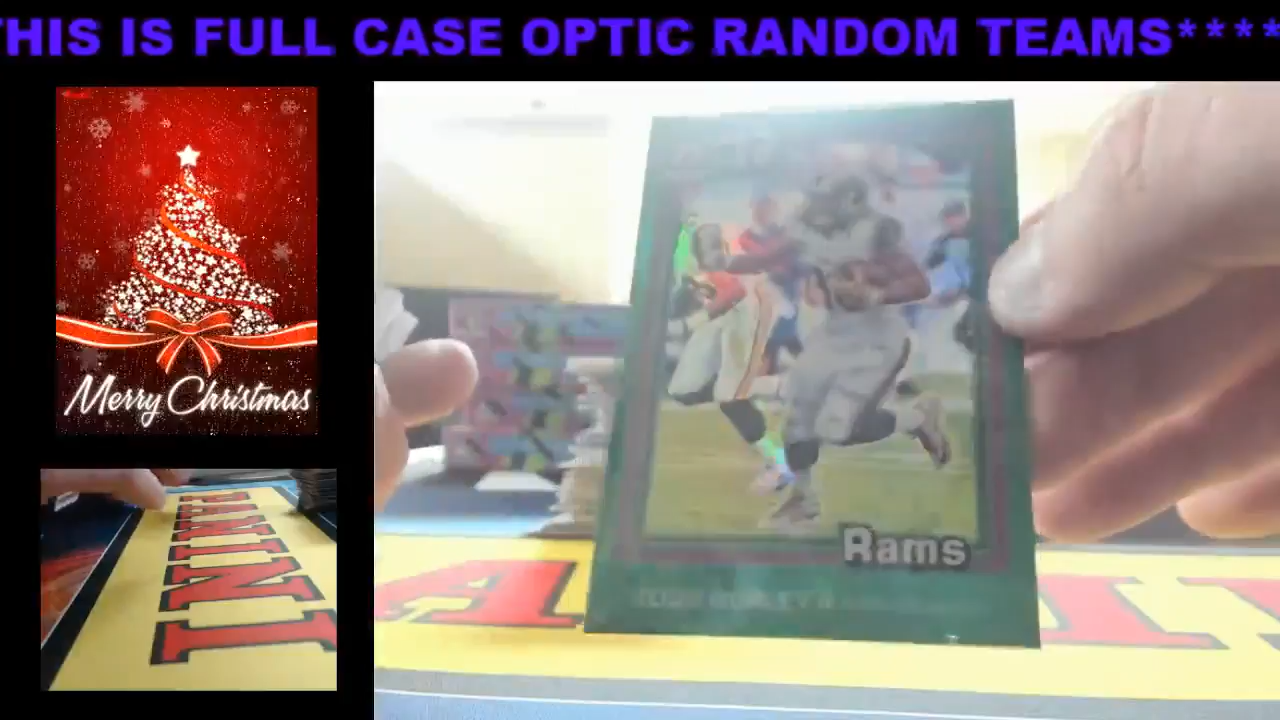 THIS IS FULL CASE OPTIC RANDOM TEAMS****
Merry Christmas
PANINI
Rams